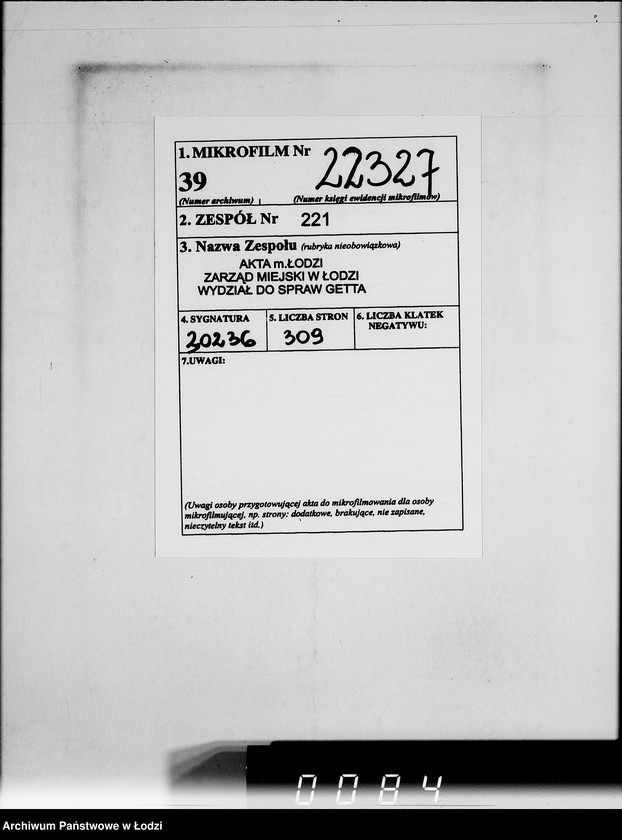 1. MIKROFILM Nr 22327
39
(Numer archiwum) (Numer księgi ewidencji mikrofilmów)
2. ZESPÓŁ Nr 221
3. Nazwa Zespołu (rubryka nieobowiązkowa)
AKTA m.ŁODZI
ZARZĄD MIEJSKI W ŁODZI
WYDZIAŁ DO SPRAW GETTA
4. SYGNATURA 5. LICZBA STRON 6. LICZBA KLATEK
NEGATYWU:
30236 309
7.UWAGI:
(Uwagi osoby przygotowującej akta do mikrofilmowania dla osoby
mikrofilmującej, np. strony: dodatkowe, brakujące, nie zapisane,
nieczytelny tekst itd.)
0084
Archiwum Państwowe w Łodzi